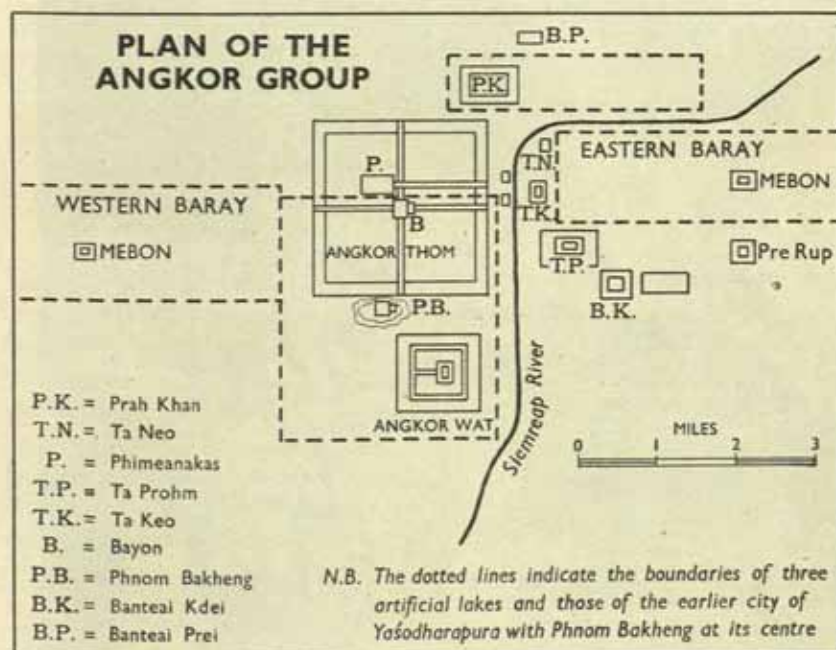 PLAN OF THE
ANGKOR GROUP
B.P.
P.K.
T.N.
EASTERN BARAY
P.
MEBON
T.K.
WESTERN BARAY
B
MEBON
ANGKOR THOM
T.P.
Pre Rup
P.B.
B.K.
ANGKOR WAT
Siemreap River
MILES
0 1 2 3
P.K. = Prah Khan
T.N. = Ta Neo
P. = Phimeanakas
T.P. = Ta Prohm
T.K. = Ta Keo
B. = Bayon
P.B. = Phnom Bakheng
B.K. = Banteai Kdei
B.P. = Banteai Prei
N.B. The dotted lines indicate the boundaries of three
artificial lakes and those of the earlier city of
Yaśodharapura with Phnom Bakheng at its centre